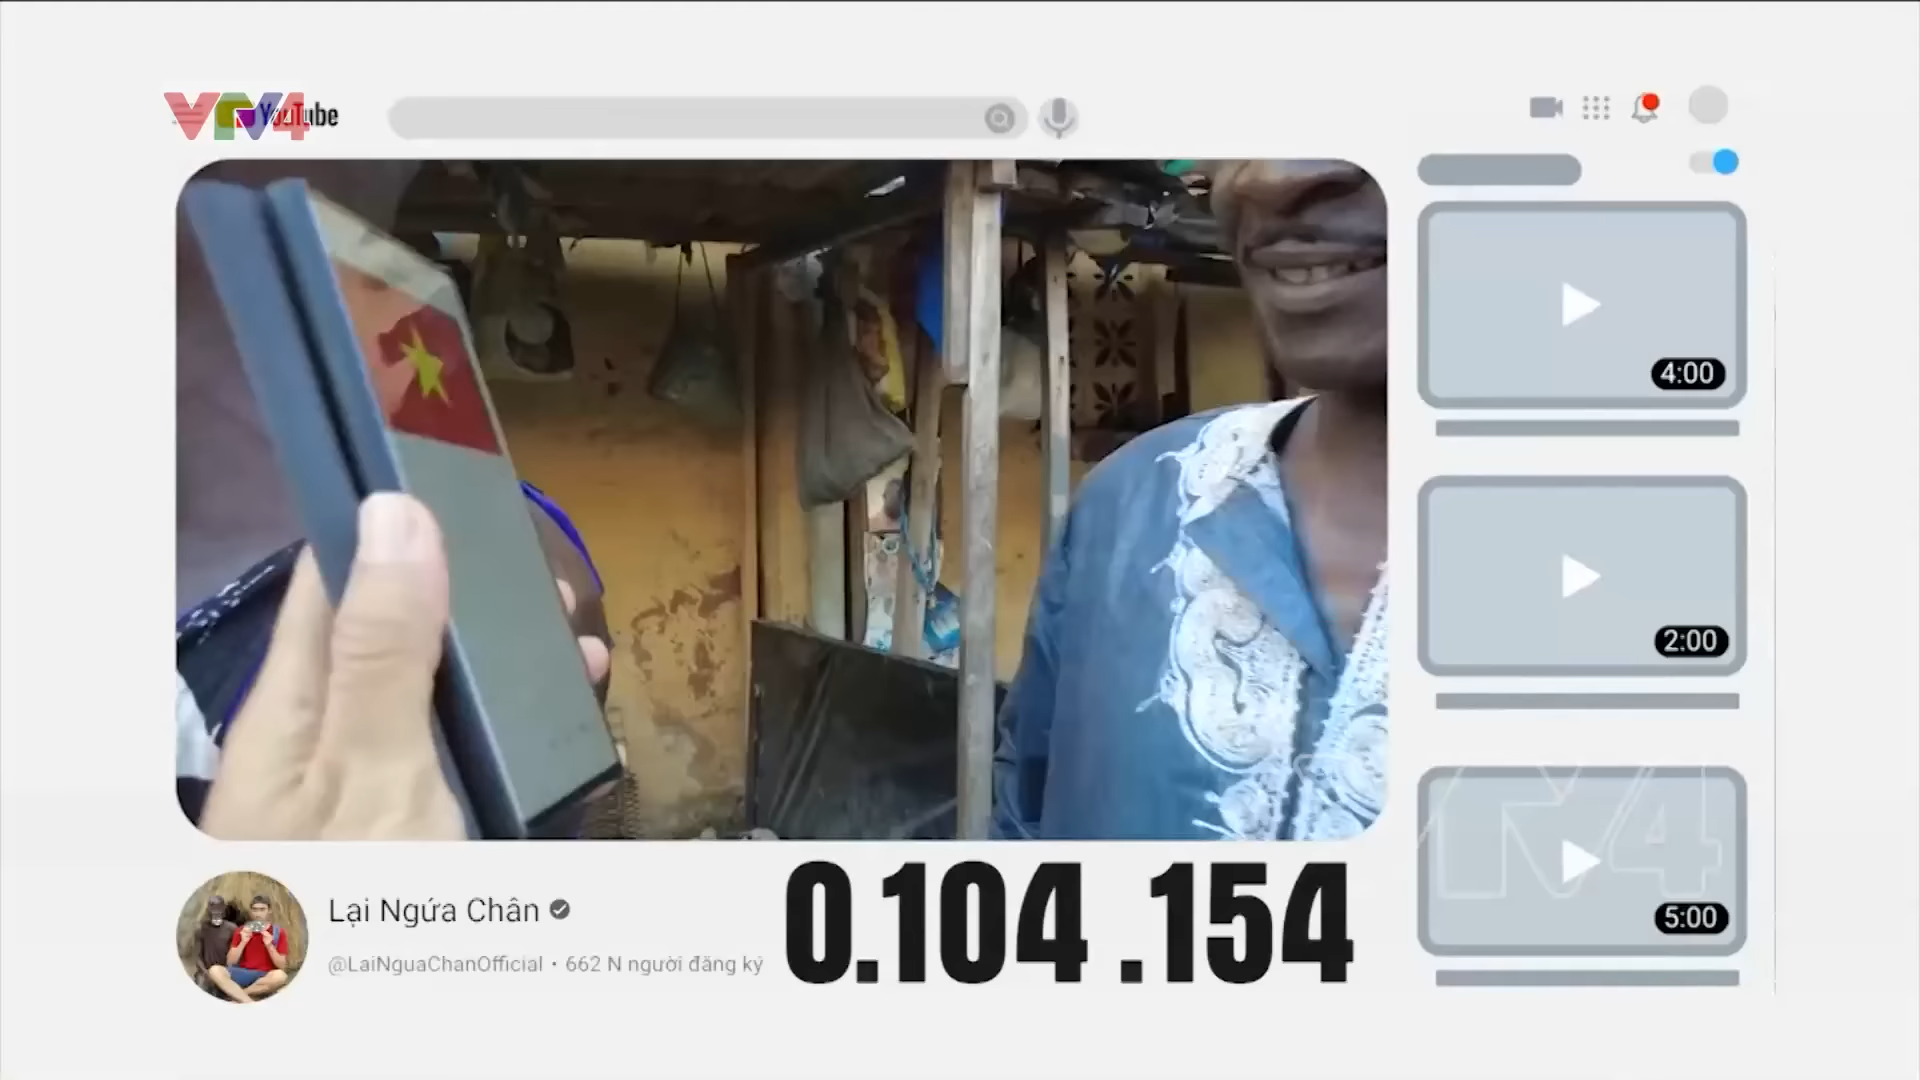 VTV4
YouTube
4:00
2:00
VTV4
5:00
Lại Ngứa Chân
@LaiNguaChanOfficial • 662 N người đăng ký
0.104 .154